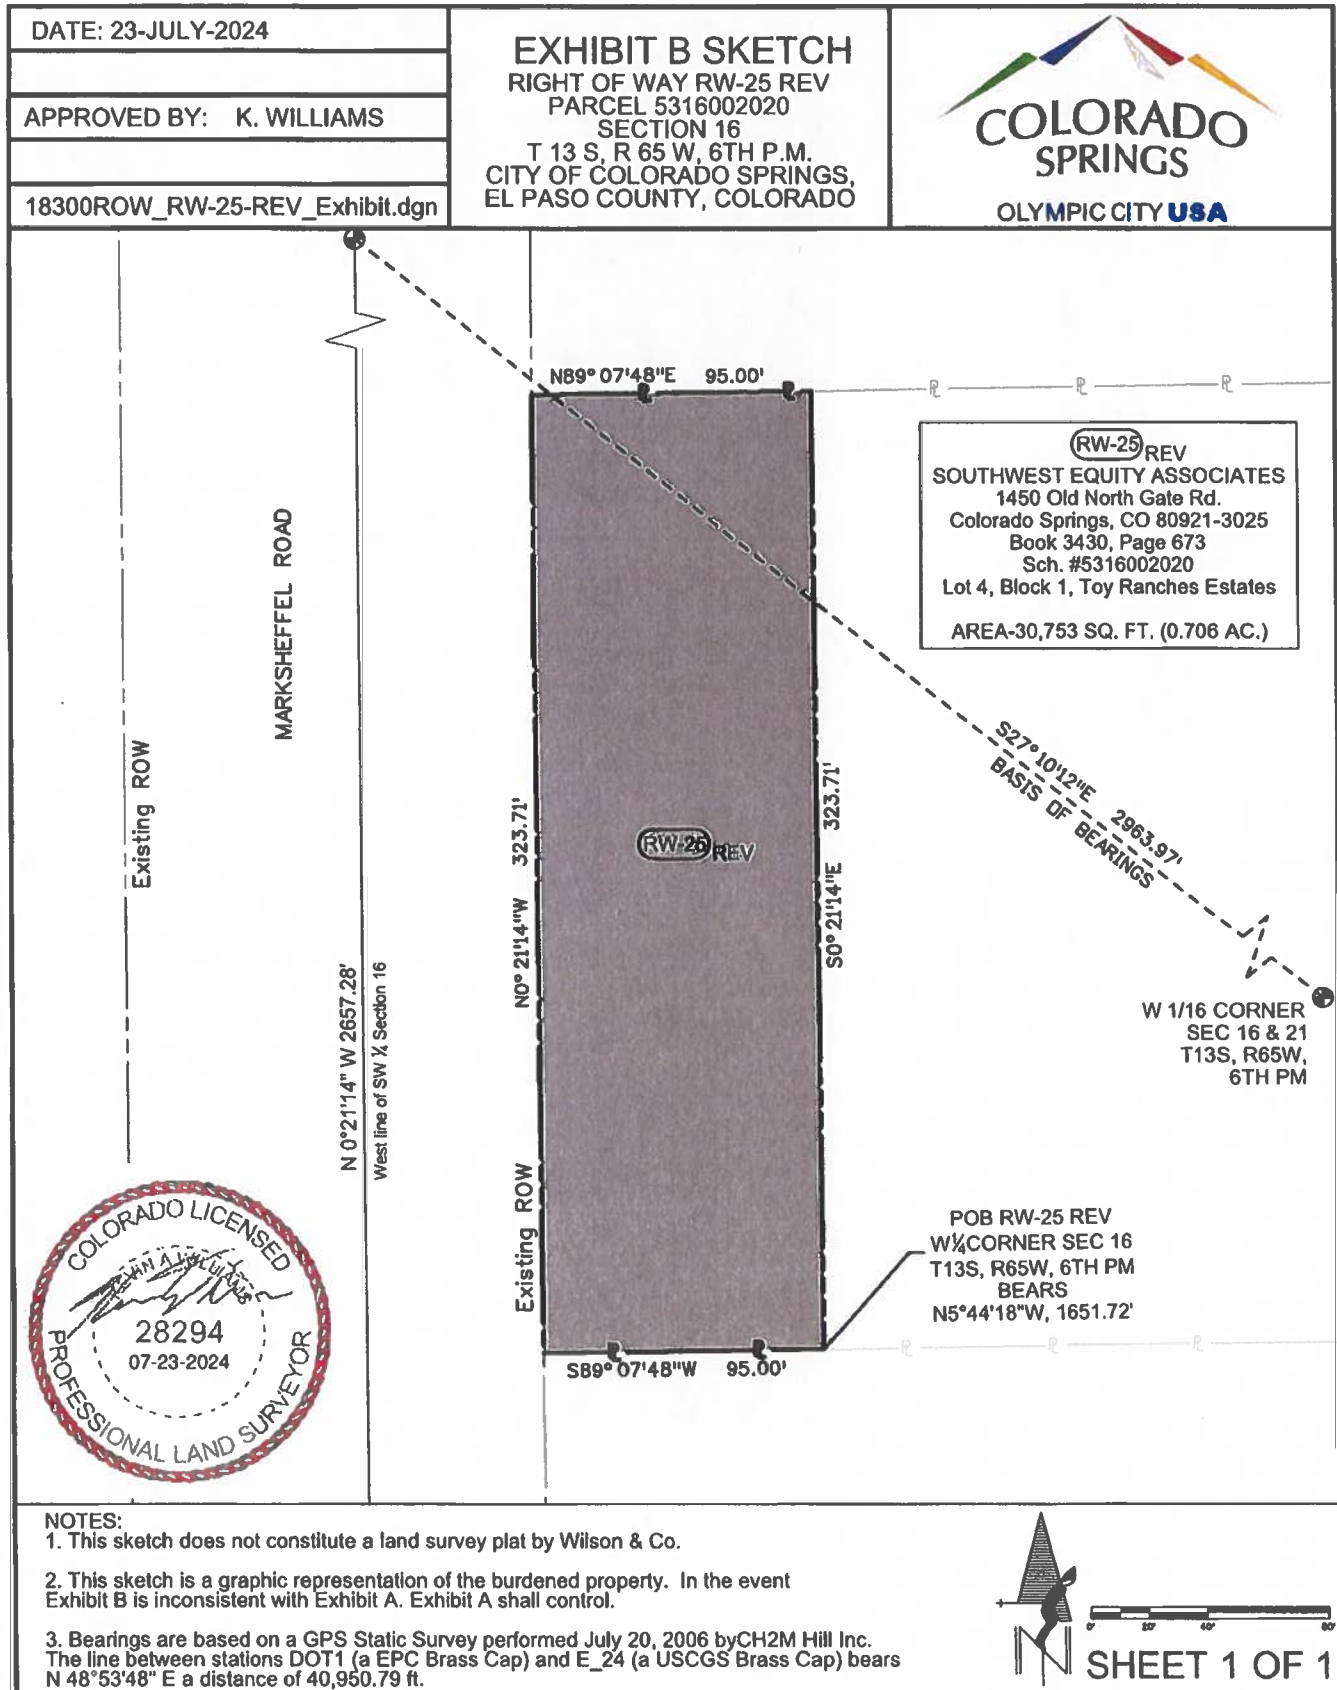 DATE: 23-JULY-2024
APPROVED BY: K. WILLIAMS
18300ROW_RW-25-REV_Exhibit.dgn
EXHIBIT B SKETCH
RIGHT OF WAY RW-25 REV
PARCEL 5316002020
SECTION 16
T 13 S, R 65 W, 6TH P.M.
CITY OF COLORADO SPRINGS,
EL PASO COUNTY, COLORADO
COLORADO
SPRINGS
OLYMPIC CITY USA
N89°07'48"E 95.00'
RW-25 REV
SOUTHWEST EQUITY ASSOCIATES
1450 Old North Gate Rd.
Colorado Springs, CO 80921-3025
Book 3430, Page 673
Sch. #5316002020
Lot 4, Block 1, Toy Ranches Estates
AREA-30,753 SQ. FT. (0.706 AC.)
MARKSHEFFEL ROAD
Existing ROW
N 0°21'14" W 2657.28'
West line of SW ¼ Section 16
N0°21'14"W 323.71'
Existing ROW
RW-25 REV
S0°21'14"E 323.71'
S27°10'12"E 2963.97'
BASIS OF BEARINGS
W 1/16 CORNER
SEC 16 & 21
T13S, R65W,
6TH PM
POB RW-25 REV
W¼CORNER SEC 16
T13S, R65W, 6TH PM
BEARS
N5°44'18"W, 1651.72'
S89°07'48"W 95.00'
COLORADO LICENSED
28294
07-23-2024
PROFESSIONAL LAND SURVEYOR
NOTES:
1. This sketch does not constitute a land survey plat by Wilson & Co.
2. This sketch is a graphic representation of the burdened property. In the event
Exhibit B is inconsistent with Exhibit A. Exhibit A shall control.
3. Bearings are based on a GPS Static Survey performed July 20, 2006 byCH2M Hill Inc.
The line between stations DOT1 (a EPC Brass Cap) and E_24 (a USCGS Brass Cap) bears
N 48°53'48" E a distance of 40,950.79 ft.
N
0' 20' 40' 80'
SHEET 1 OF 1